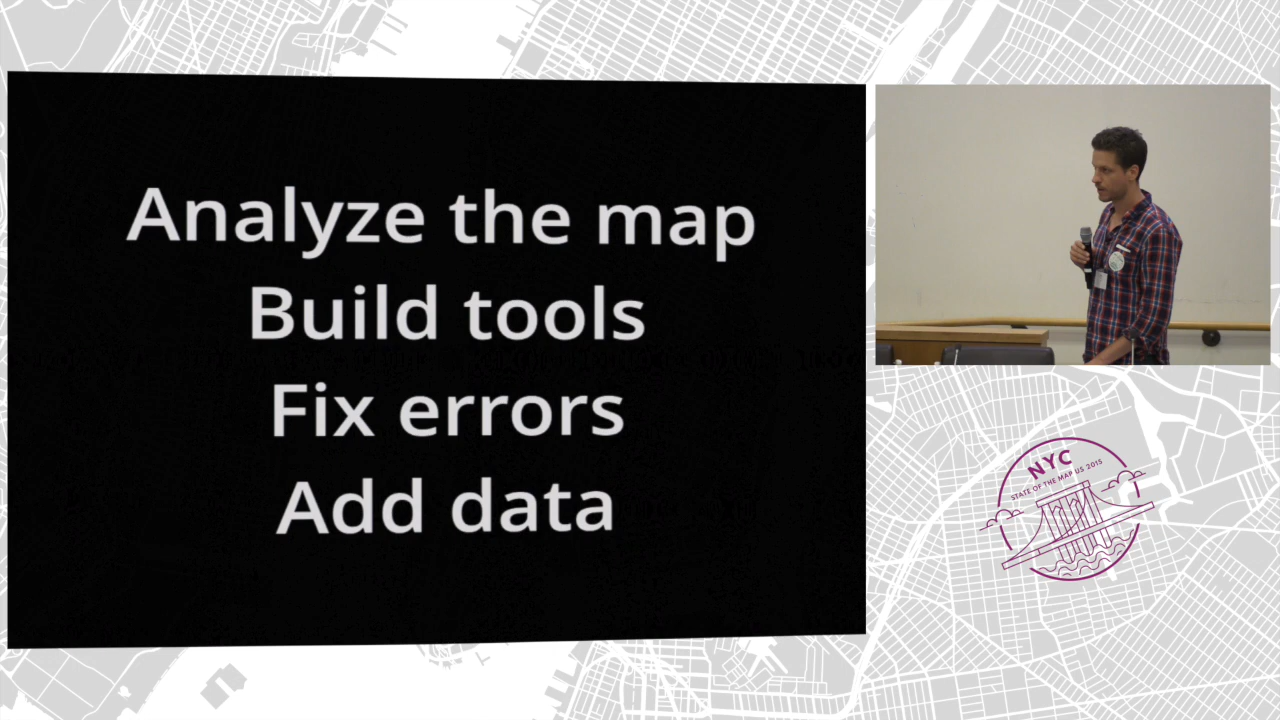 Analyze the map
Build tools
Fix errors
Add data
NYC
STATE OF THE MAP US 2015